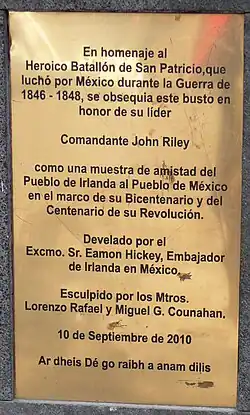 En homenaje al
Heroico Batallón de San Patricio,que
luchó por México durante la Guerra de
1846 - 1848, se obsequia este busto en
honor de su líder
Comandante John Riley
como una muestra de amistad del
Pueblo de Irlanda al Pueblo de México
en el marco de su Bicentenario y del
Centenario de su Revolución.
Develado por el
Excmo. Sr. Eamon Hickey, Embajador
de Irlanda en México.
Esculpido por los Mtros.
Lorenzo Rafael y Miguel G. Counahan.
10 de Septiembre de 2010
Ar dheis Dé go raibh a anam dilis